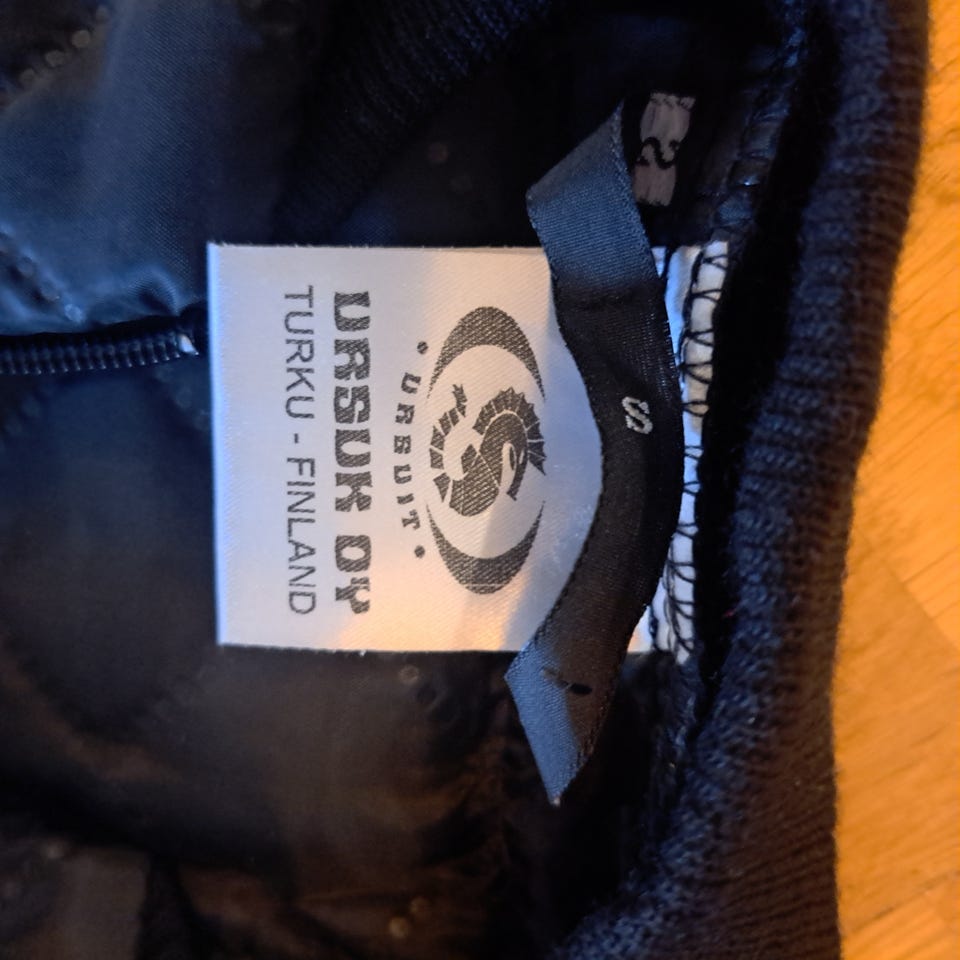 S
S
• URSUIT •
URSUK OY
TURKU - FINLAND